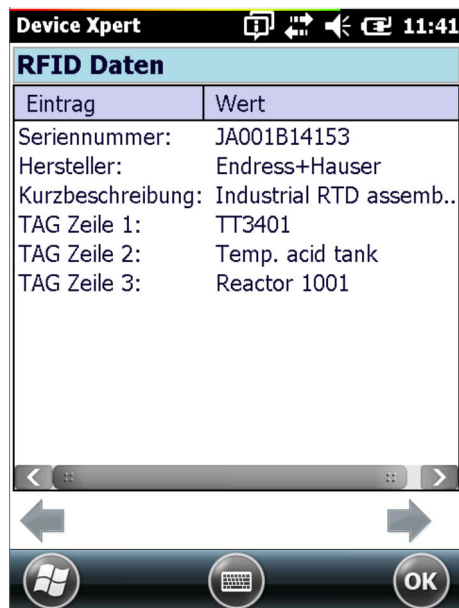 Device Xpert 11:41
RFID Daten
Eintrag Wert
Seriennummer: JA001B14153
Hersteller: Endress+Hauser
Kurzbeschreibung: Industrial RTD assemb..
TAG Zeile 1: TT3401
TAG Zeile 2: Temp. acid tank
TAG Zeile 3: Reactor 1001
OK